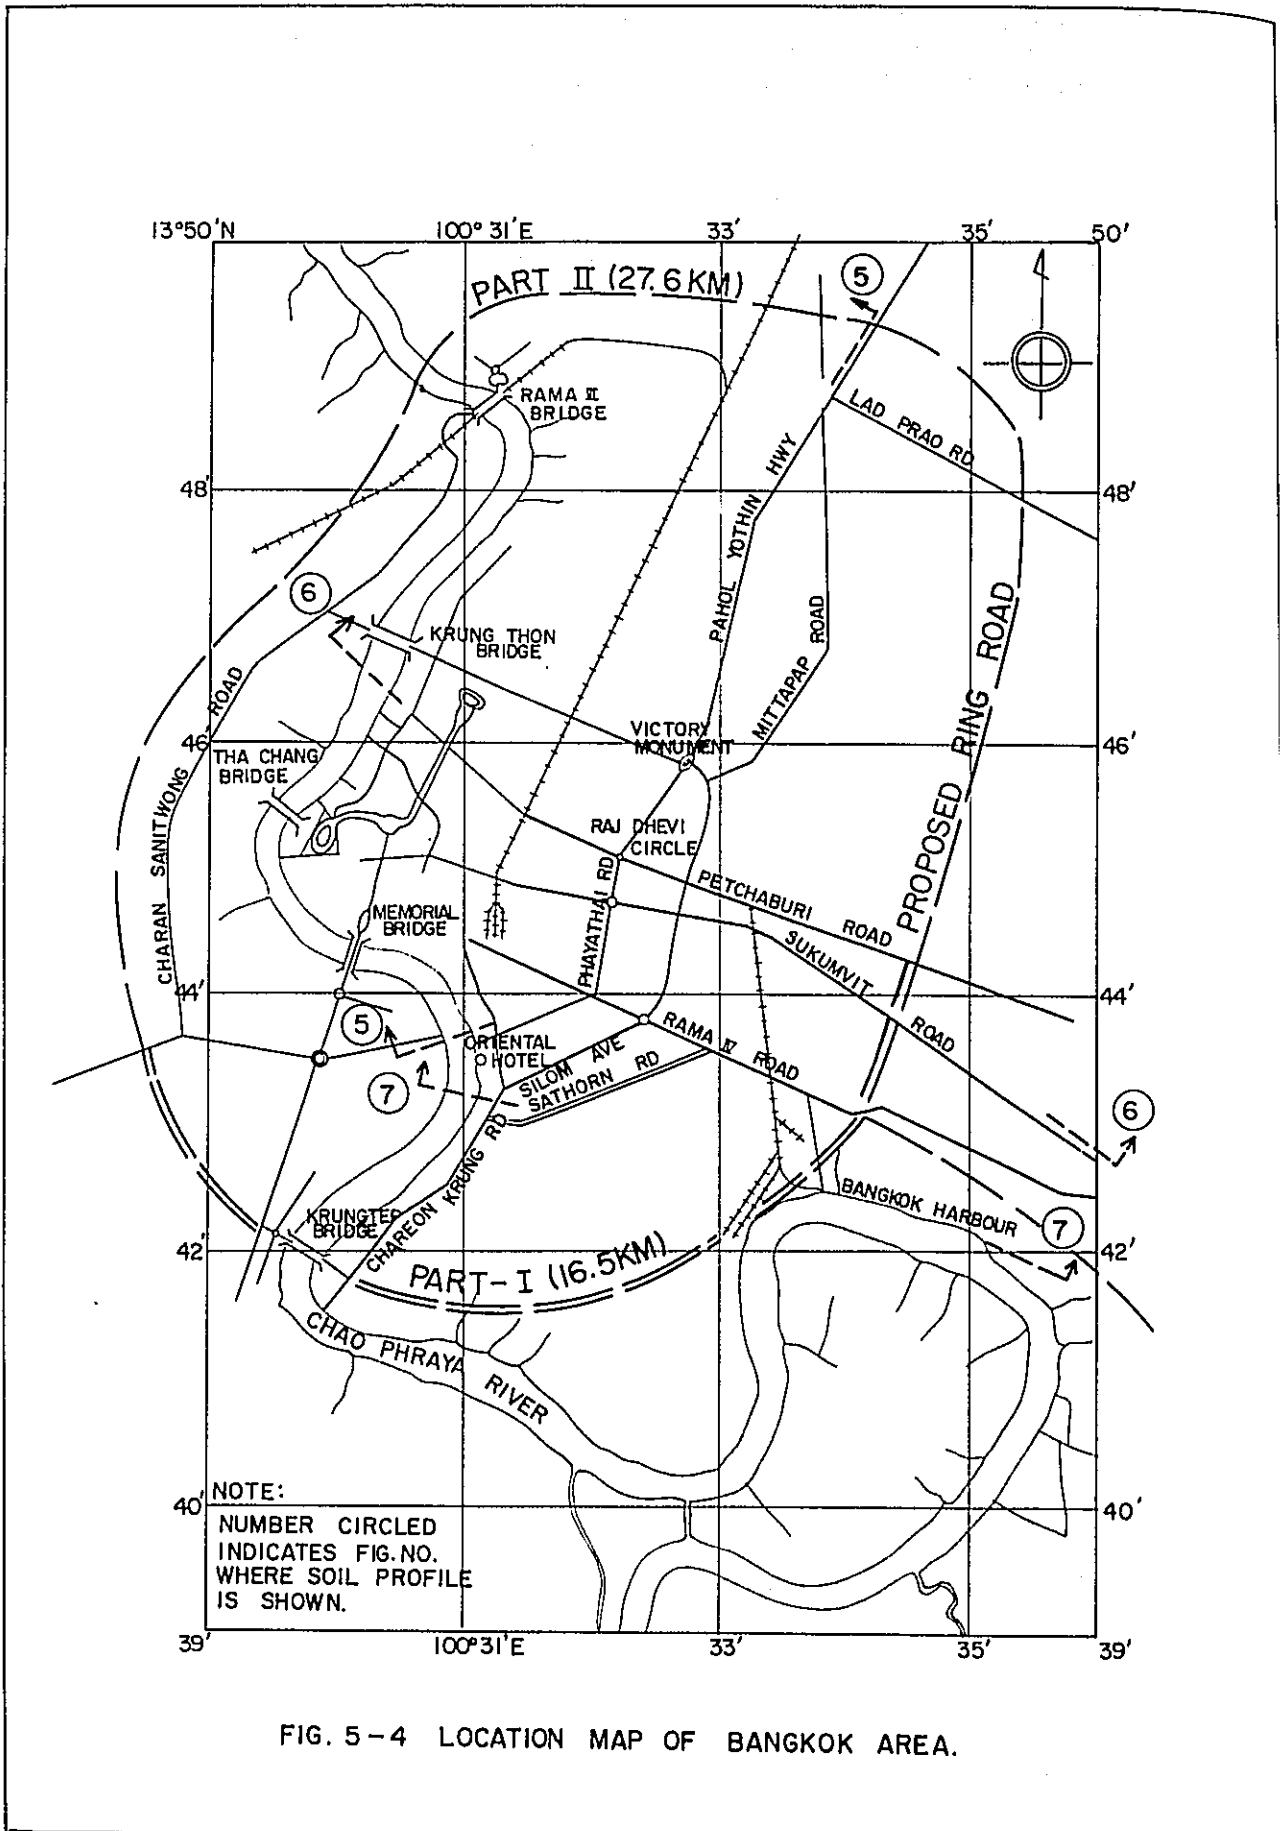 13°50'N
100°31'E
33'
35'
50'
PART II (27.6KM)
5
RAMA VI
BRIDGE
LAD PRAO RD
PAHOL YOTHIN HWY
48'
48'
6
KRUNG THON
BRIDGE
MITTAPAP ROAD
PROPOSED RING ROAD
CHARAN SANITWONG ROAD
46'
46'
VICTORY
MONUMENT
THA CHANG
BRIDGE
RAJ DHEVI
CIRCLE
PHAYATHAI RD
PETCHABURI ROAD
SUKUMVIT ROAD
MEMORIAL
BRIDGE
44'
44'
5
ORIENTAL
HOTEL
RAMA IV ROAD
SILOM AVE
SATHORN RD
7
6
CHAREON KRUNG RD
KRUNGTEP
BRIDGE
BANGKOK HARBOUR
7
42'
42'
PART-I (16.5KM)
CHAO PHRAYA RIVER
40'
40'
NOTE:
NUMBER CIRCLED
INDICATES FIG. NO.
WHERE SOIL PROFILE
IS SHOWN.
39'
100°31'E
33'
35'
39'
FIG. 5-4 LOCATION MAP OF BANGKOK AREA.